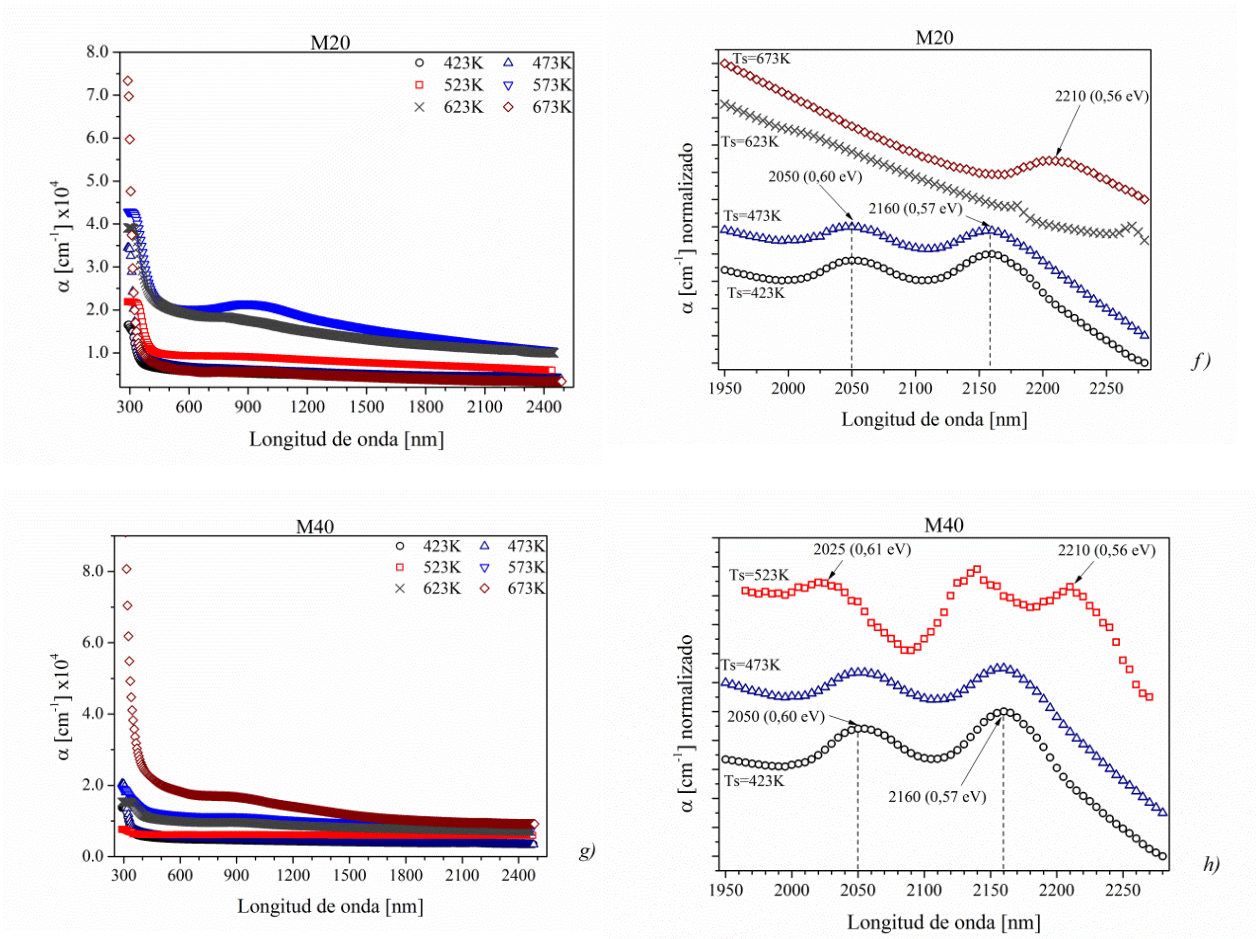 M20
8.0
7.0
6.0
5.0
4.0
3.0
2.0
1.0
α [cm⁻¹] x10⁴
423K 473K
523K 573K
623K 673K
300 600 900 1200 1500 1800 2100 2400
Longitud de onda [nm]
M20
Ts=673K
2210 (0,56 eV)
Ts=623K
2050 (0,60 eV)
2160 (0,57 eV)
Ts=473K
Ts=423K
α [cm⁻¹] normalizado
1950 2000 2050 2100 2150 2200 2250
Longitud de onda [nm]
f)
M40
8.0
6.0
4.0
2.0
0.0
α [cm⁻¹] x10⁴
423K 473K
523K 573K
623K 673K
300 600 900 1200 1500 1800 2100 2400
Longitud de onda [nm]
g)
M40
2025 (0,61 eV)
2210 (0,56 eV)
Ts=523K
Ts=473K
2050 (0,60 eV)
Ts=423K
2160 (0,57 eV)
α [cm⁻¹] normalizado
1950 2000 2050 2100 2150 2200 2250
Longitud de onda [nm]
h)